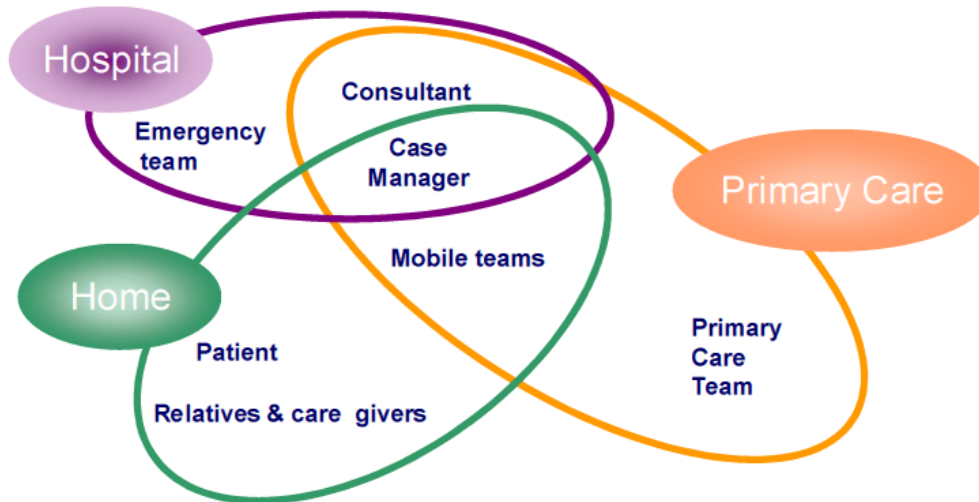 Hospital
Consultant
Emergency
team
Case
Manager
Primary Care
Mobile teams
Home
Patient
Relatives & care givers
Primary
Care
Team